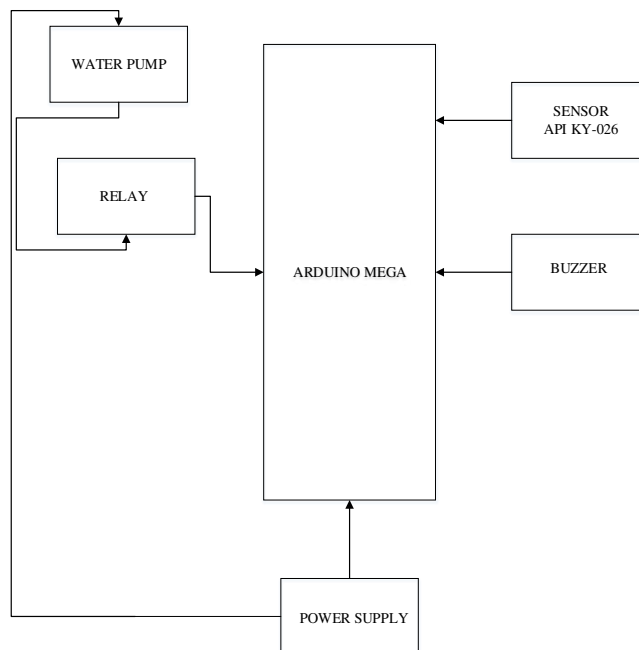 WATER PUMP
SENSOR
API KY-026
RELAY
ARDUINO MEGA
BUZZER
POWER SUPPLY